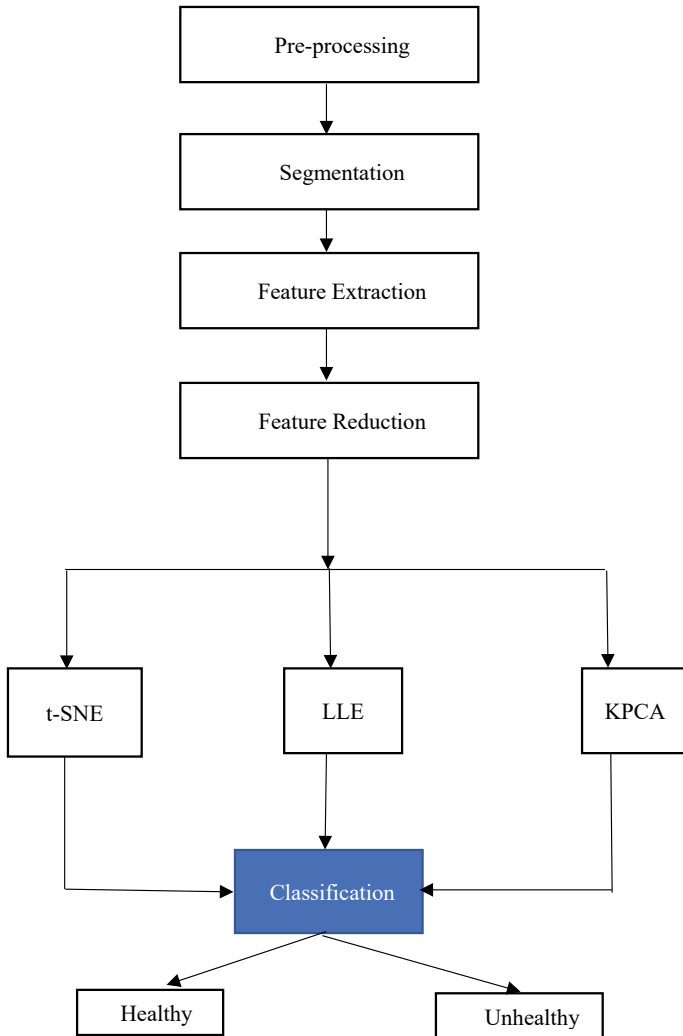 Pre-processing
Segmentation
Feature Extraction
Feature Reduction
t-SNE
LLE
KPCA
Classification
Healthy
Unhealthy